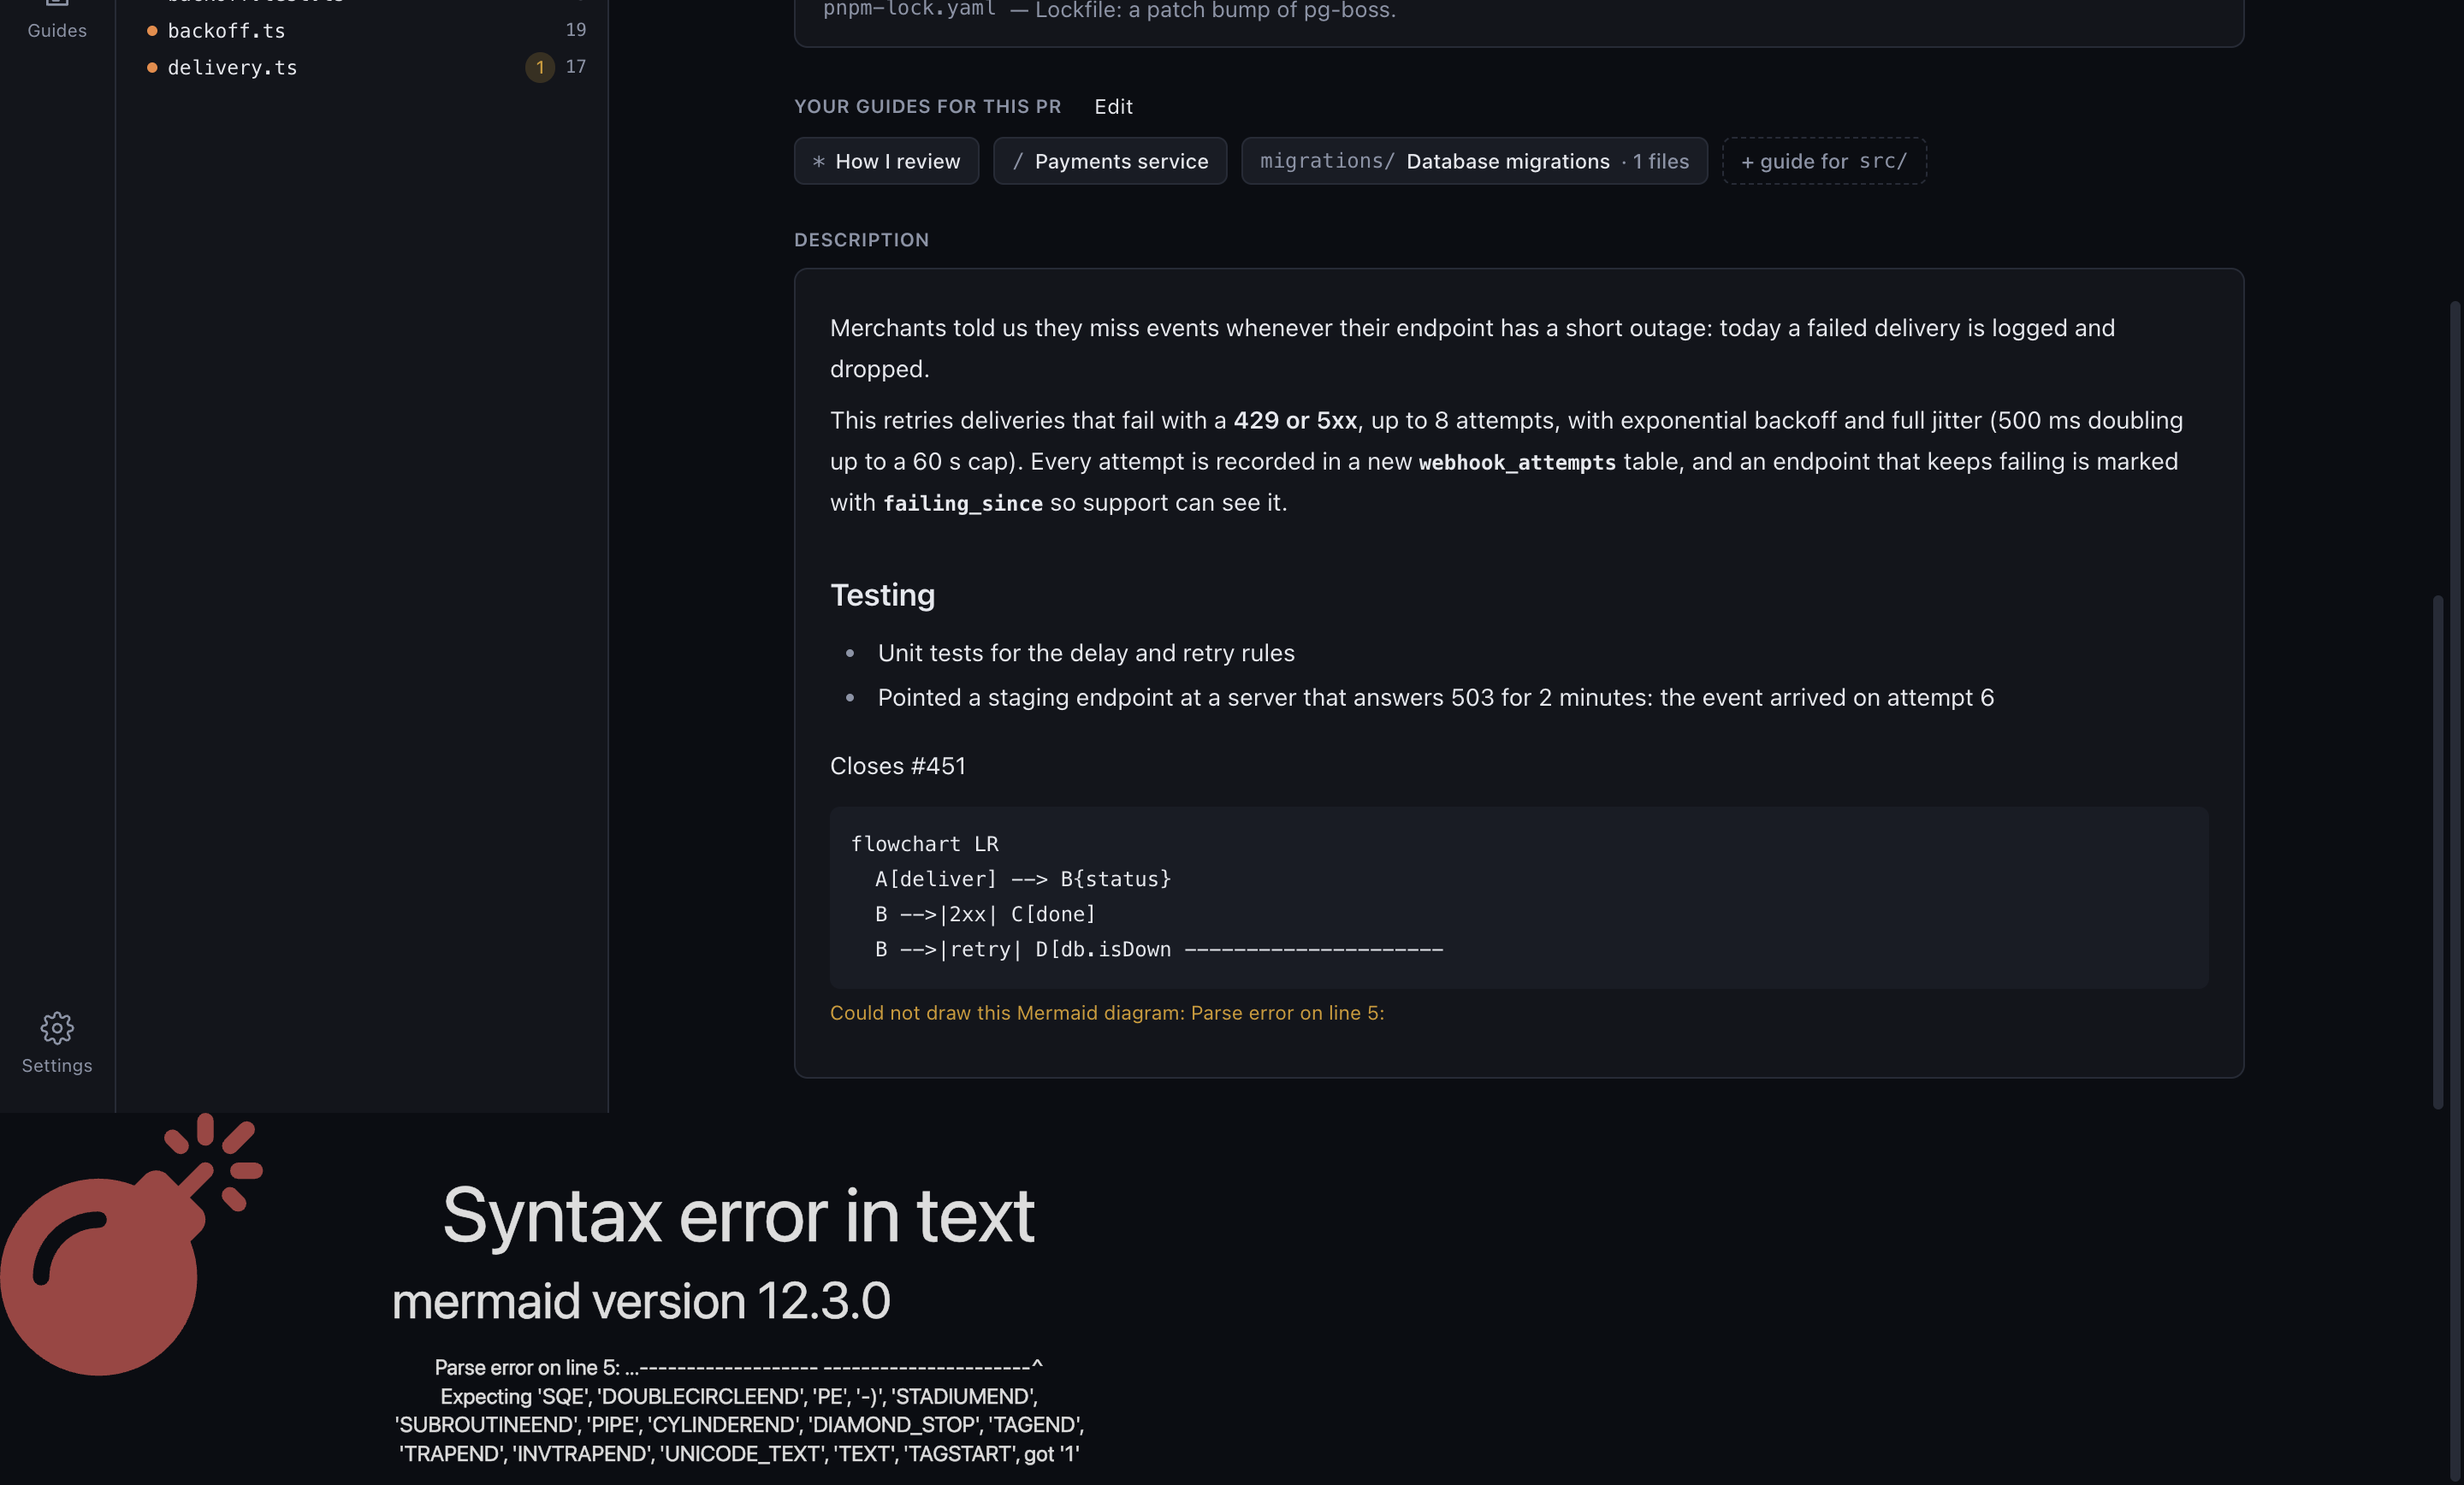 Guides
backoff.ts 19
delivery.ts 1 17
Settings
pnpm-lock.yaml — Lockfile: a patch bump of pg-boss.
YOUR GUIDES FOR THIS PR Edit
* How I review / Payments service migrations/ Database migrations · 1 files + guide for src/
DESCRIPTION
Merchants told us they miss events whenever their endpoint has a short outage: today a failed delivery is logged and
dropped.
This retries deliveries that fail with a 429 or 5xx, up to 8 attempts, with exponential backoff and full jitter (500 ms doubling
up to a 60 s cap). Every attempt is recorded in a new webhook_attempts table, and an endpoint that keeps failing is marked
with failing_since so support can see it.
Testing
• Unit tests for the delay and retry rules
• Pointed a staging endpoint at a server that answers 503 for 2 minutes: the event arrived on attempt 6
Closes #451
flowchart LR
A[deliver] --> B{status}
B -->|2xx| C[done]
B -->|retry| D[db.isDown ---------------------
Could not draw this Mermaid diagram: Parse error on line 5:
Syntax error in text
mermaid version 12.3.0
Parse error on line 5: ...------------------- ----------------------^
Expecting 'SQE', 'DOUBLECIRCLEEND', 'PE', '-)', 'STADIUMEND',
'SUBROUTINEEND', 'PIPE', 'CYLINDEREND', 'DIAMOND_STOP', 'TAGEND',
'TRAPEND', 'INVTRAPEND', 'UNICODE_TEXT', 'TEXT', 'TAGSTART', got '1'